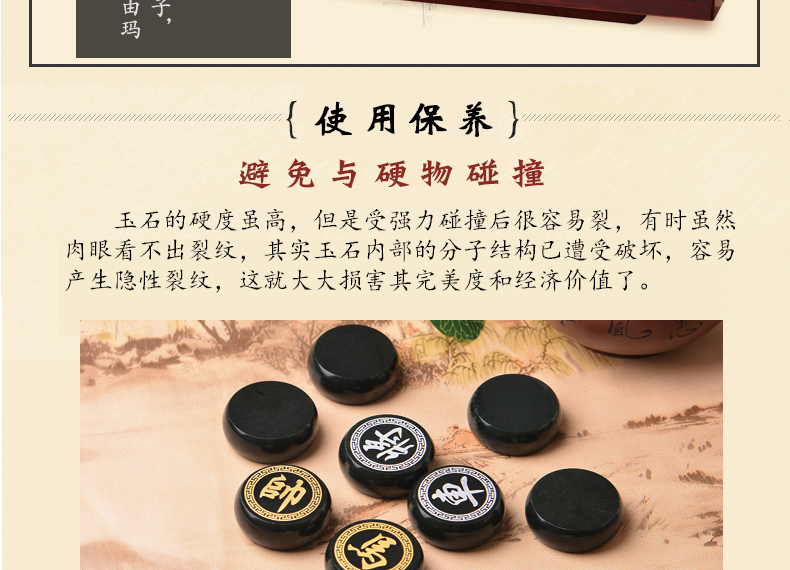 子，
由玛
{使用保养}
避免与硬物碰撞
玉石的硬度虽高，但是受强力碰撞后很容易裂，有时虽然
肉眼看不出裂纹，其实玉石内部的分子结构已遭受破坏，容易
产生隐性裂纹，这就大大损害其完美度和经济价值了。
将
帥
車
馬